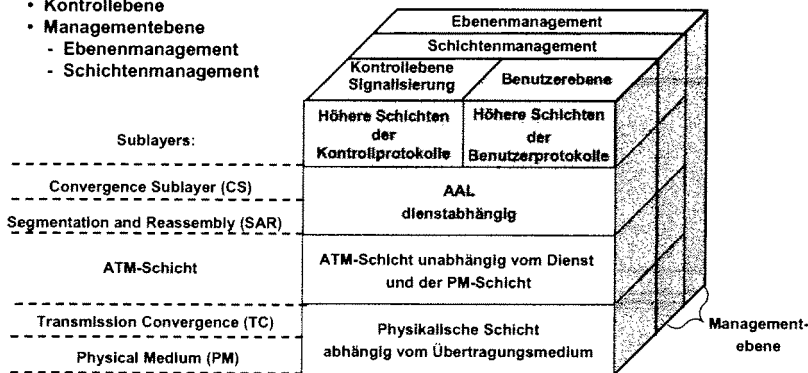 • Kontrollebene
• Managementebene
- Ebenenmanagement
- Schichtenmanagement
Ebenenmanagement
Schichtenmanagement
Kontrollebene
Signalisierung
Benutzerebene
Höhere Schichten
der
Kontrollprotokolle
Höhere Schichten
der
Benutzerprotokolle
Sublayers:
Convergence Sublayer (CS)
AAL
dienstabhängig
Segmentation and Reassembly (SAR)
ATM-Schicht
ATM-Schicht unabhängig vom Dienst
und der PM-Schicht
Transmission Convergence (TC)
Physikalische Schicht
abhängig vom Übertragungsmedium
Physical Medium (PM)
Management-
ebene